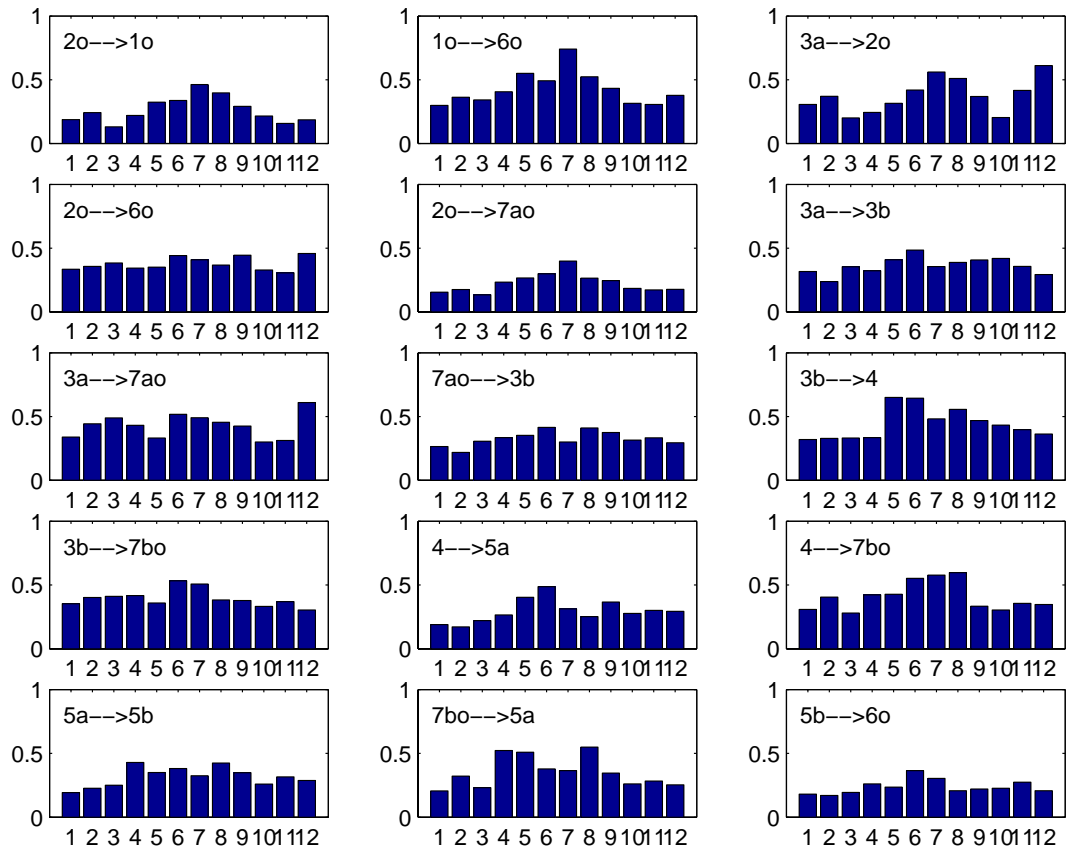 1 1 1
2o−−>1o 1o−−>6o 3a−−>2o
0.5 0.5 0.5
0 0 0
1 2 3 4 5 6 7 8 9 10 11 12 1 2 3 4 5 6 7 8 9 10 11 12 1 2 3 4 5 6 7 8 9 10 11 12
1 1 1
2o−−>6o 2o−−>7ao 3a−−>3b
0.5 0.5 0.5
0 0 0
1 2 3 4 5 6 7 8 9 10 11 12 1 2 3 4 5 6 7 8 9 10 11 12 1 2 3 4 5 6 7 8 9 10 11 12
1 1 1
3a−−>7ao 7ao−−>3b 3b−−>4
0.5 0.5 0.5
0 0 0
1 2 3 4 5 6 7 8 9 10 11 12 1 2 3 4 5 6 7 8 9 10 11 12 1 2 3 4 5 6 7 8 9 10 11 12
1 1 1
3b−−>7bo 4−−>5a 4−−>7bo
0.5 0.5 0.5
0 0 0
1 2 3 4 5 6 7 8 9 10 11 12 1 2 3 4 5 6 7 8 9 10 11 12 1 2 3 4 5 6 7 8 9 10 11 12
1 1 1
5a−−>5b 7bo−−>5a 5b−−>6o
0.5 0.5 0.5
0 0 0
1 2 3 4 5 6 7 8 9 10 11 12 1 2 3 4 5 6 7 8 9 10 11 12 1 2 3 4 5 6 7 8 9 10 11 12